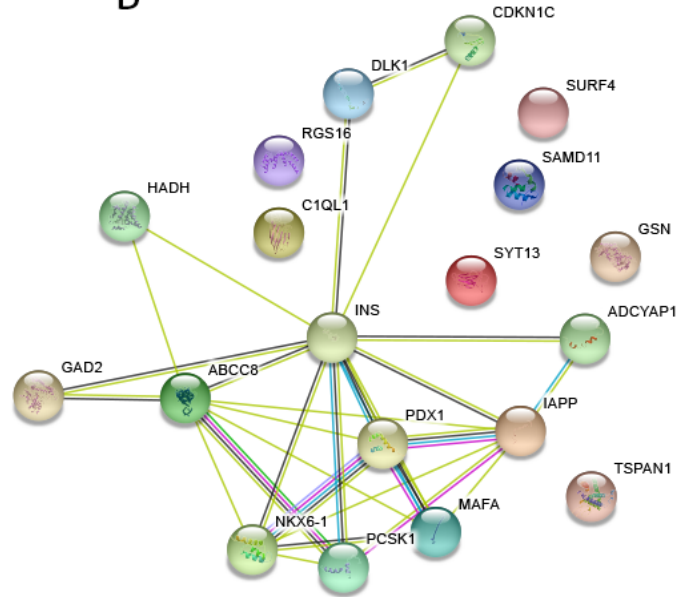 D
CDKN1C
DLK1
SURF4
RGS16
SAMD11
HADH
C1QL1
GSN
SYT13
INS
ADCYAP1
GAD2
ABCC8
IAPP
PDX1
TSPAN1
MAFA
NKX6-1
PCSK1